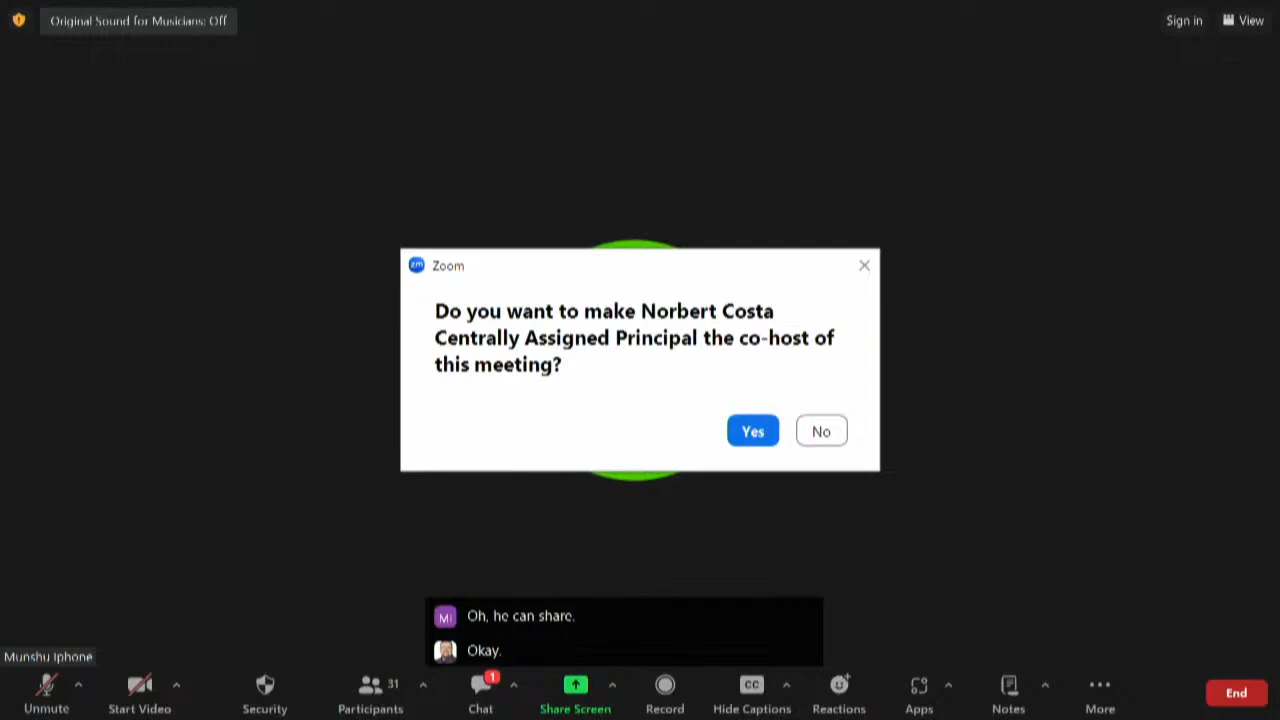 Original Sound for Musicians: Off
Sign in
View
zm Zoom
Do you want to make Norbert Costa
Centrally Assigned Principal the co-host of
this meeting?
Yes
No
MI Oh, he can share.
Okay.
Munshu Iphone
31
1
CC
Unmute
Start Video
Security
Participants
Chat
Share Screen
Record
Hide Captions
Reactions
Apps
Notes
More
End